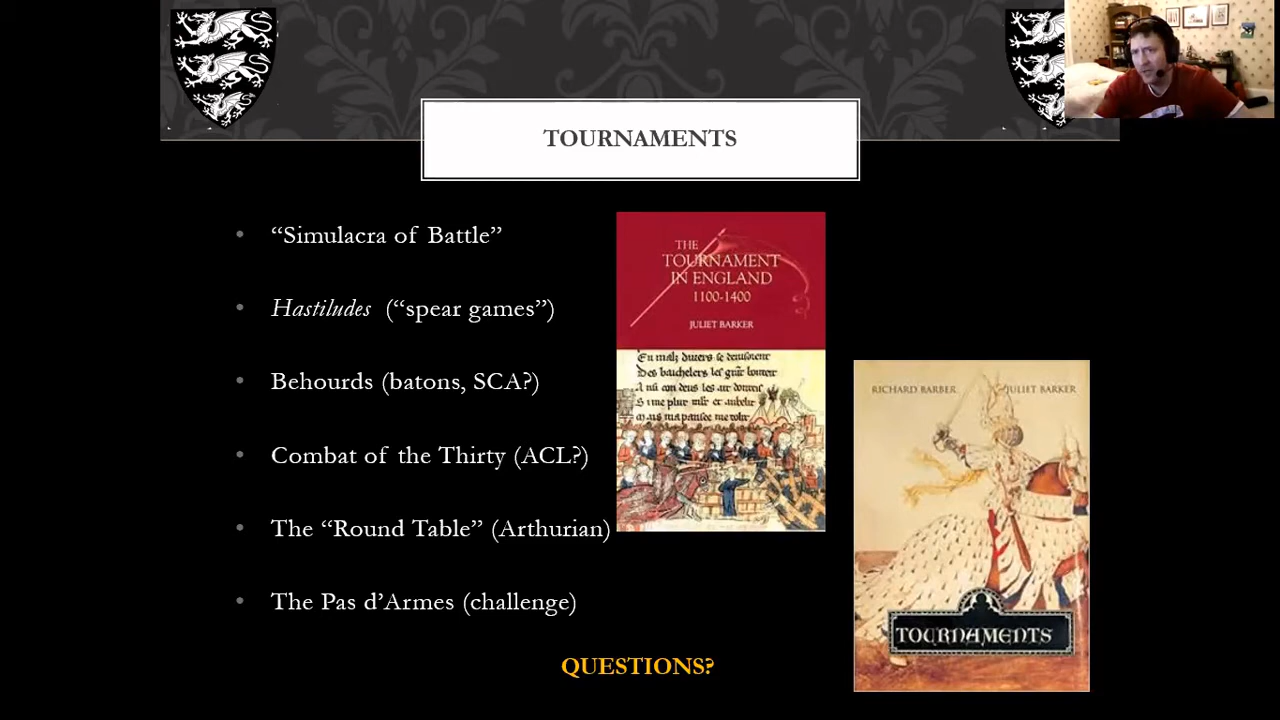 TOURNAMENTS
• “Simulacra of Battle”
• Hastiludes (“spear games”)
• Behourds (batons, SCA?)
• Combat of the Thirty (ACL?)
• The “Round Table” (Arthurian)
• The Pas d’Armes (challenge)
QUESTIONS?
THE
TOURNAMENT
IN ENGLAND
1100-1400
JULIET BARKER
RICHARD BARBER JULIET BARKER
TOURNAMENTS